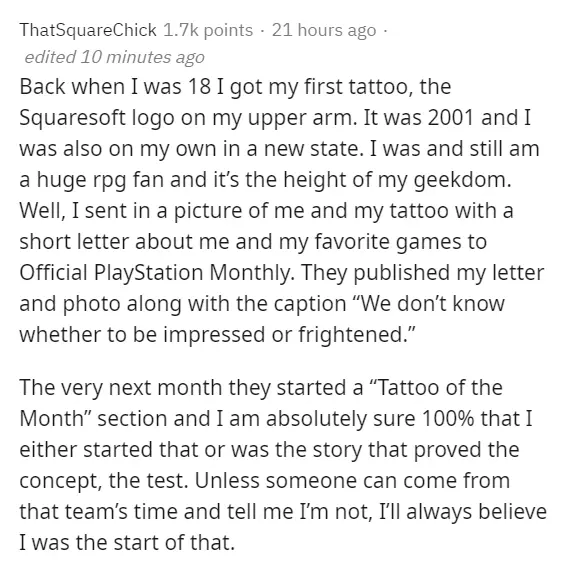 ThatSquareChick 1.7k points · 21 hours ago ·
edited 10 minutes ago
Back when I was 18 I got my first tattoo, the
Squaresoft logo on my upper arm. It was 2001 and I
was also on my own in a new state. I was and still am
a huge rpg fan and it’s the height of my geekdom.
Well, I sent in a picture of me and my tattoo with a
short letter about me and my favorite games to
Official PlayStation Monthly. They published my letter
and photo along with the caption “We don’t know
whether to be impressed or frightened.”
The very next month they started a “Tattoo of the
Month” section and I am absolutely sure 100% that I
either started that or was the story that proved the
concept, the test. Unless someone can come from
that team’s time and tell me I’m not, I’ll always believe
I was the start of that.